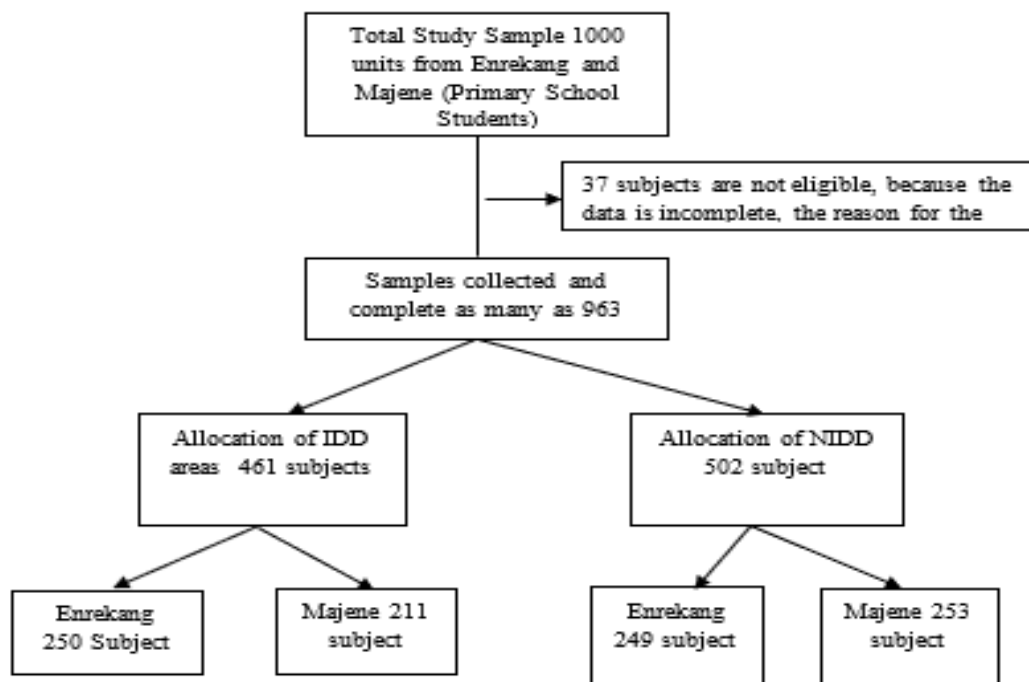 Total Study Sample 1000
units from Enrekang and
Majene (Primary School
Students)
37 subjects are not eligible, because the
data is incomplete, the reason for the
Samples collected and
complete as many as 963
Allocation of IDD
areas 461 subjects
Allocation of NIDD
502 subject
Enrekang
250 Subject
Majene 211
subject
Enrekang
249 subject
Majene 253
subject